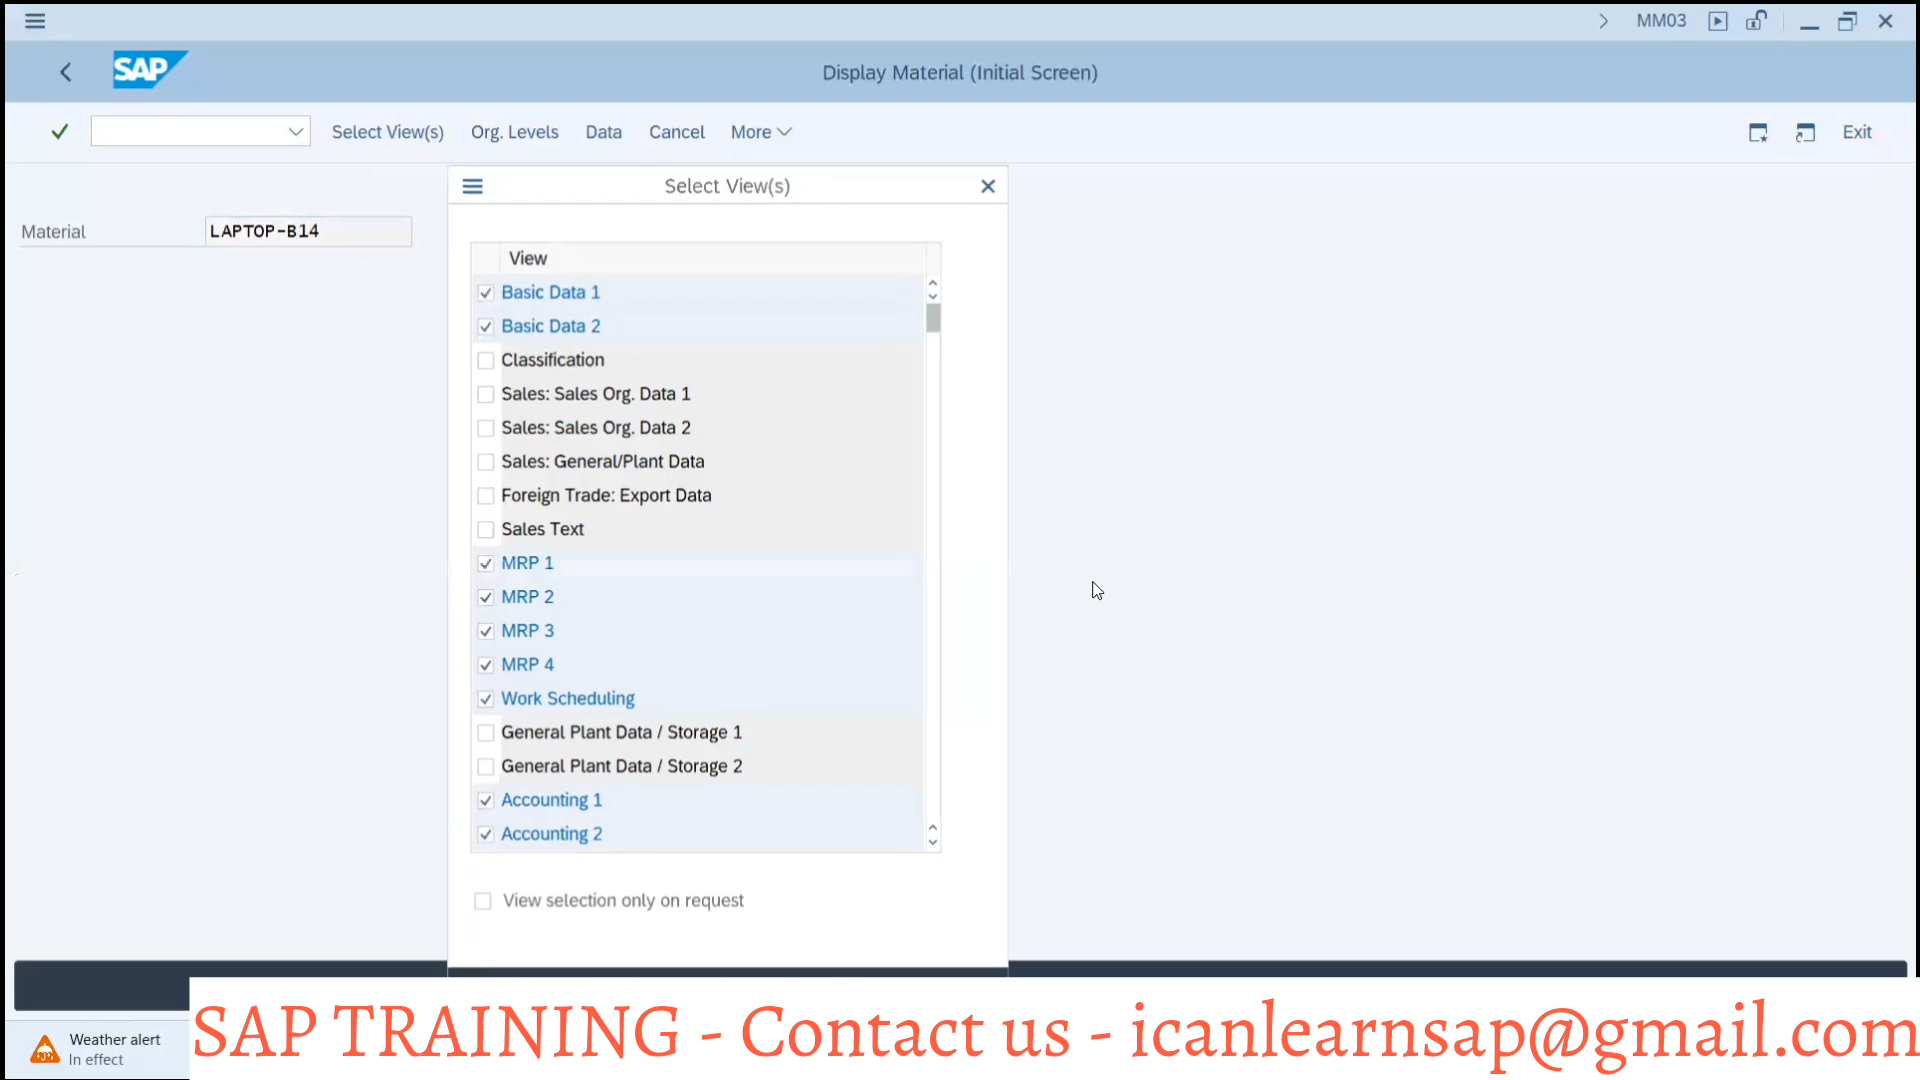 MM03
SAP
Display Material (Initial Screen)
Select View(s) Org. Levels Data Cancel More Exit
Select View(s)
Material LAPTOP-B14
View
Basic Data 1
Basic Data 2
Classification
Sales: Sales Org. Data 1
Sales: Sales Org. Data 2
Sales: General/Plant Data
Foreign Trade: Export Data
Sales Text
MRP 1
MRP 2
MRP 3
MRP 4
Work Scheduling
General Plant Data / Storage 1
General Plant Data / Storage 2
Accounting 1
Accounting 2
View selection only on request
Weather alert
In effect
SAP TRAINING - Contact us - icanlearnsap@gmail.com